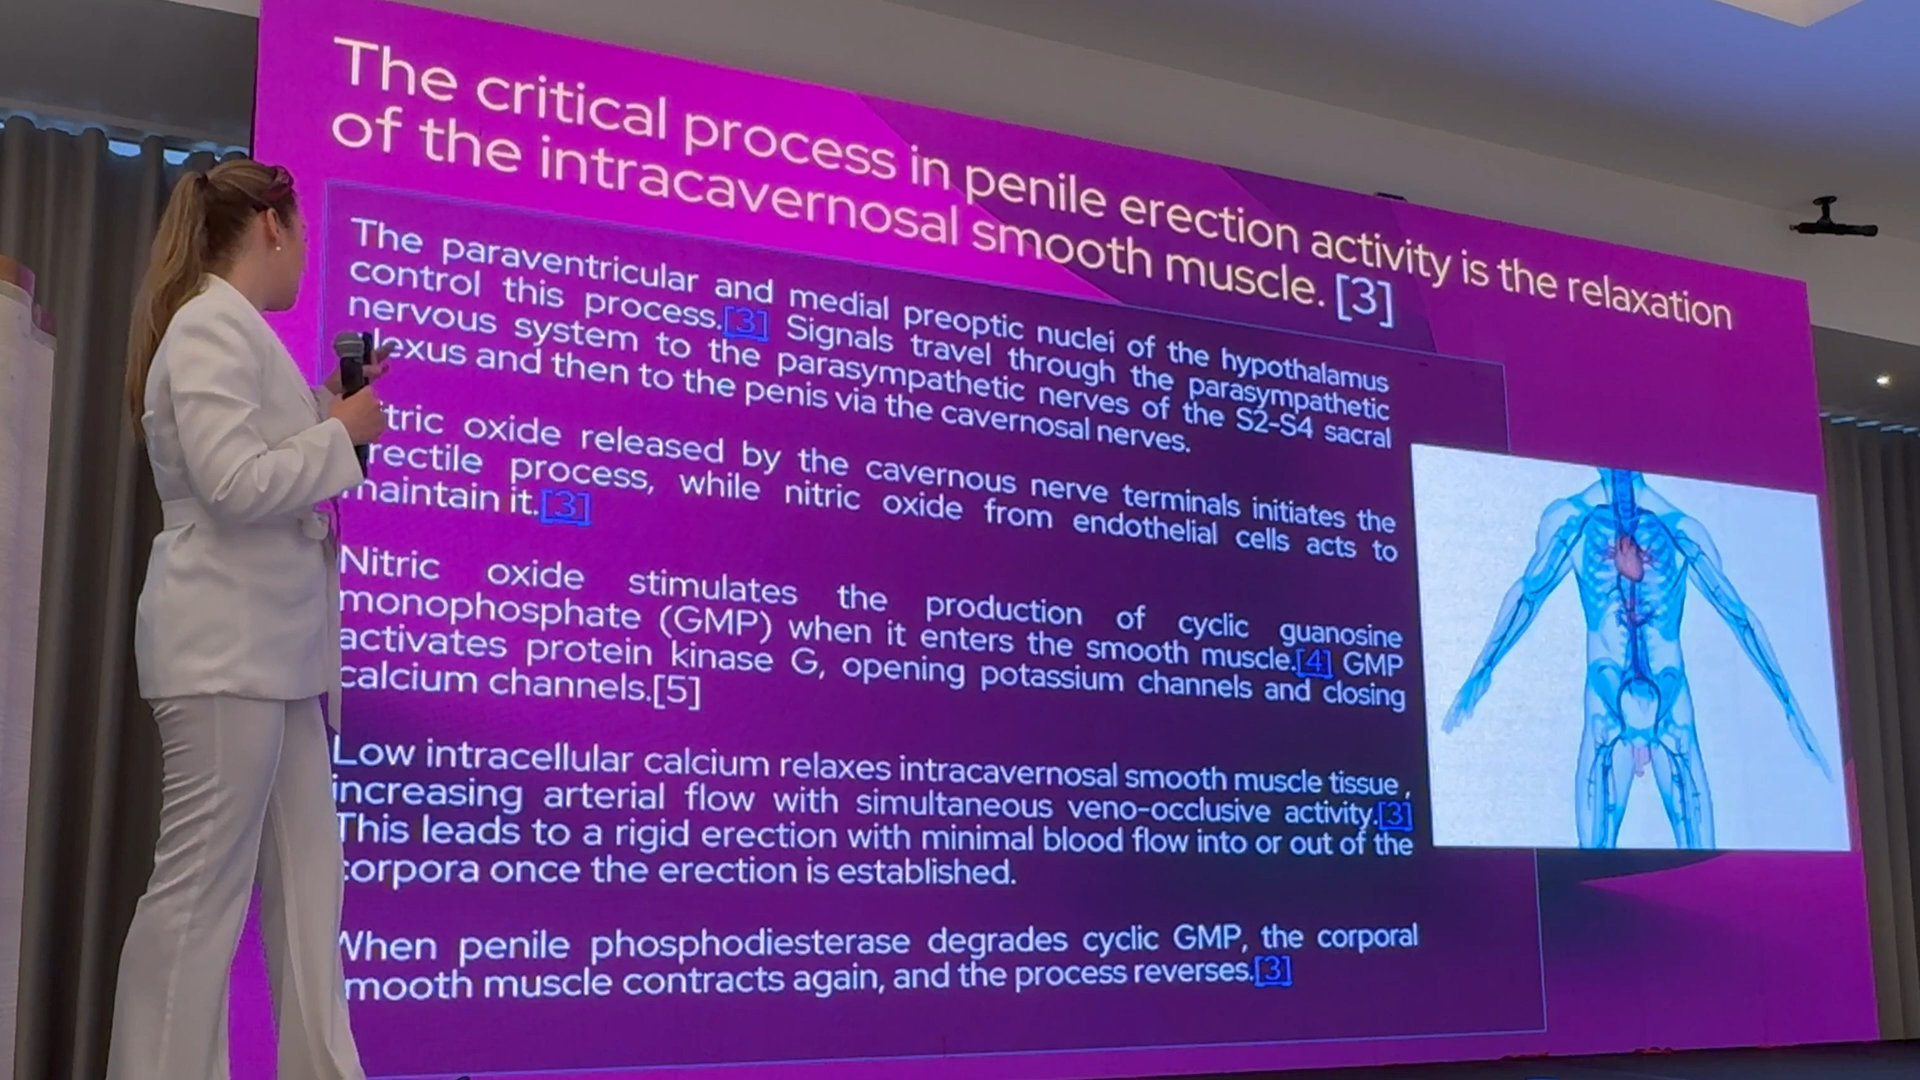 The critical process in penile erection activity is the relaxation
of the intracavernosal smooth muscle. [3]
The paraventricular and medial preoptic nuclei of the hypothalamus
control this process.[3] Signals travel through the parasympathetic
nervous system to the parasympathetic nerves of the S2-S4 sacral
lexus and then to the penis via the cavernosal nerves.
itric oxide released by the cavernous nerve terminals initiates the
rectile process, while nitric oxide from endothelial cells acts to
maintain it.[3]
Nitric oxide stimulates the production of cyclic guanosine
monophosphate (GMP) when it enters the smooth muscle.[4] GMP
activates protein kinase G, opening potassium channels and closing
calcium channels.[5]
Low intracellular calcium relaxes intracavernosal smooth muscle tissue,
increasing arterial flow with simultaneous veno-occlusive activity.[3]
This leads to a rigid erection with minimal blood flow into or out of the
corpora once the erection is established.
When penile phosphodiesterase degrades cyclic GMP, the corporal
mooth muscle contracts again, and the process reverses.[3]